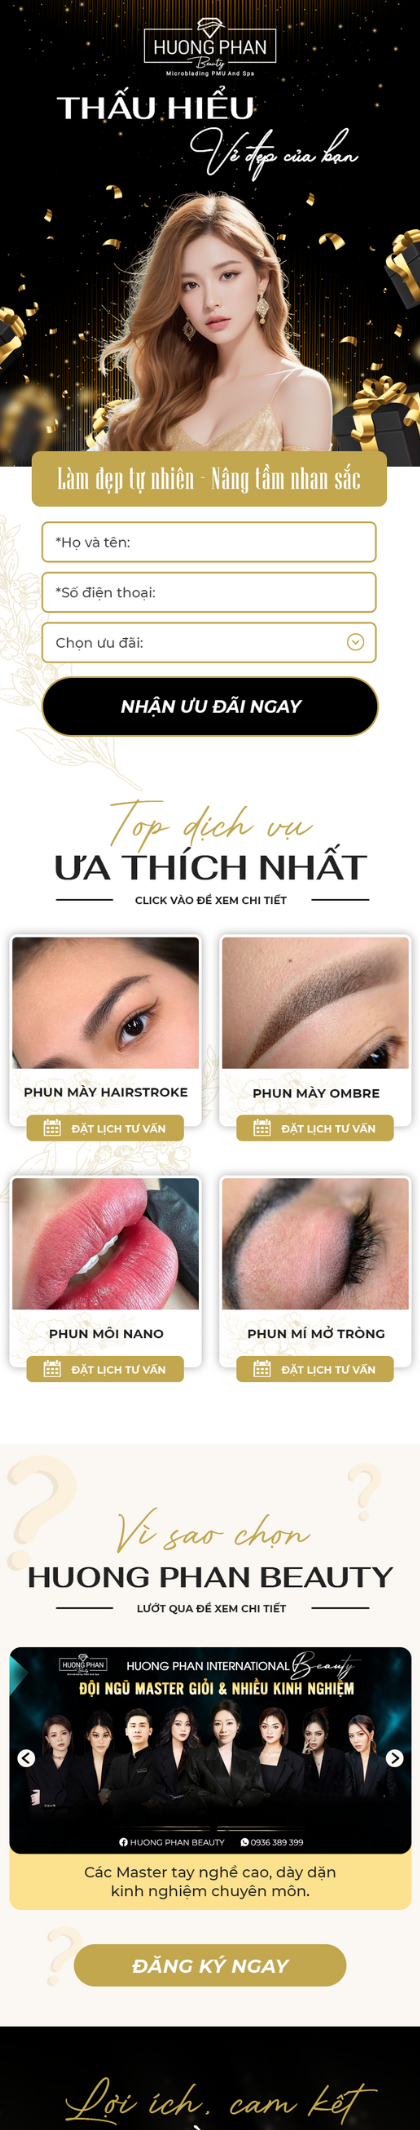 HUONG PHAN
Beauty
Microblading PMU And Spa
THẤU HIỂU
Vẻ đẹp của bạn
Làm đẹp tự nhiên - Nâng tầm nhan sắc
*Họ và tên:
*Số điện thoại:
Chọn ưu đãi:
NHẬN ƯU ĐÃI NGAY
Top dịch vụ
ƯA THÍCH NHẤT
CLICK VÀO ĐỂ XEM CHI TIẾT
PHUN MÀY HAIRSTROKE
ĐẶT LỊCH TƯ VẤN
PHUN MÀY OMBRE
ĐẶT LỊCH TƯ VẤN
PHUN MÔI NANO
ĐẶT LỊCH TƯ VẤN
PHUN MÍ MỞ TRÒNG
ĐẶT LỊCH TƯ VẤN
Vì sao chọn
HUONG PHAN BEAUTY
LƯỚT QUA ĐỂ XEM CHI TIẾT
HUONG PHAN
HUONG PHAN INTERNATIONAL Beauty
ĐỘI NGŨ MASTER GIỎI & NHIỀU KINH NGHIỆM
HUONG PHAN BEAUTY 0936 389 399
Các Master tay nghề cao, dày dặn
kinh nghiệm chuyên môn.
ĐĂNG KÝ NGAY
Lợi ích, cam kết